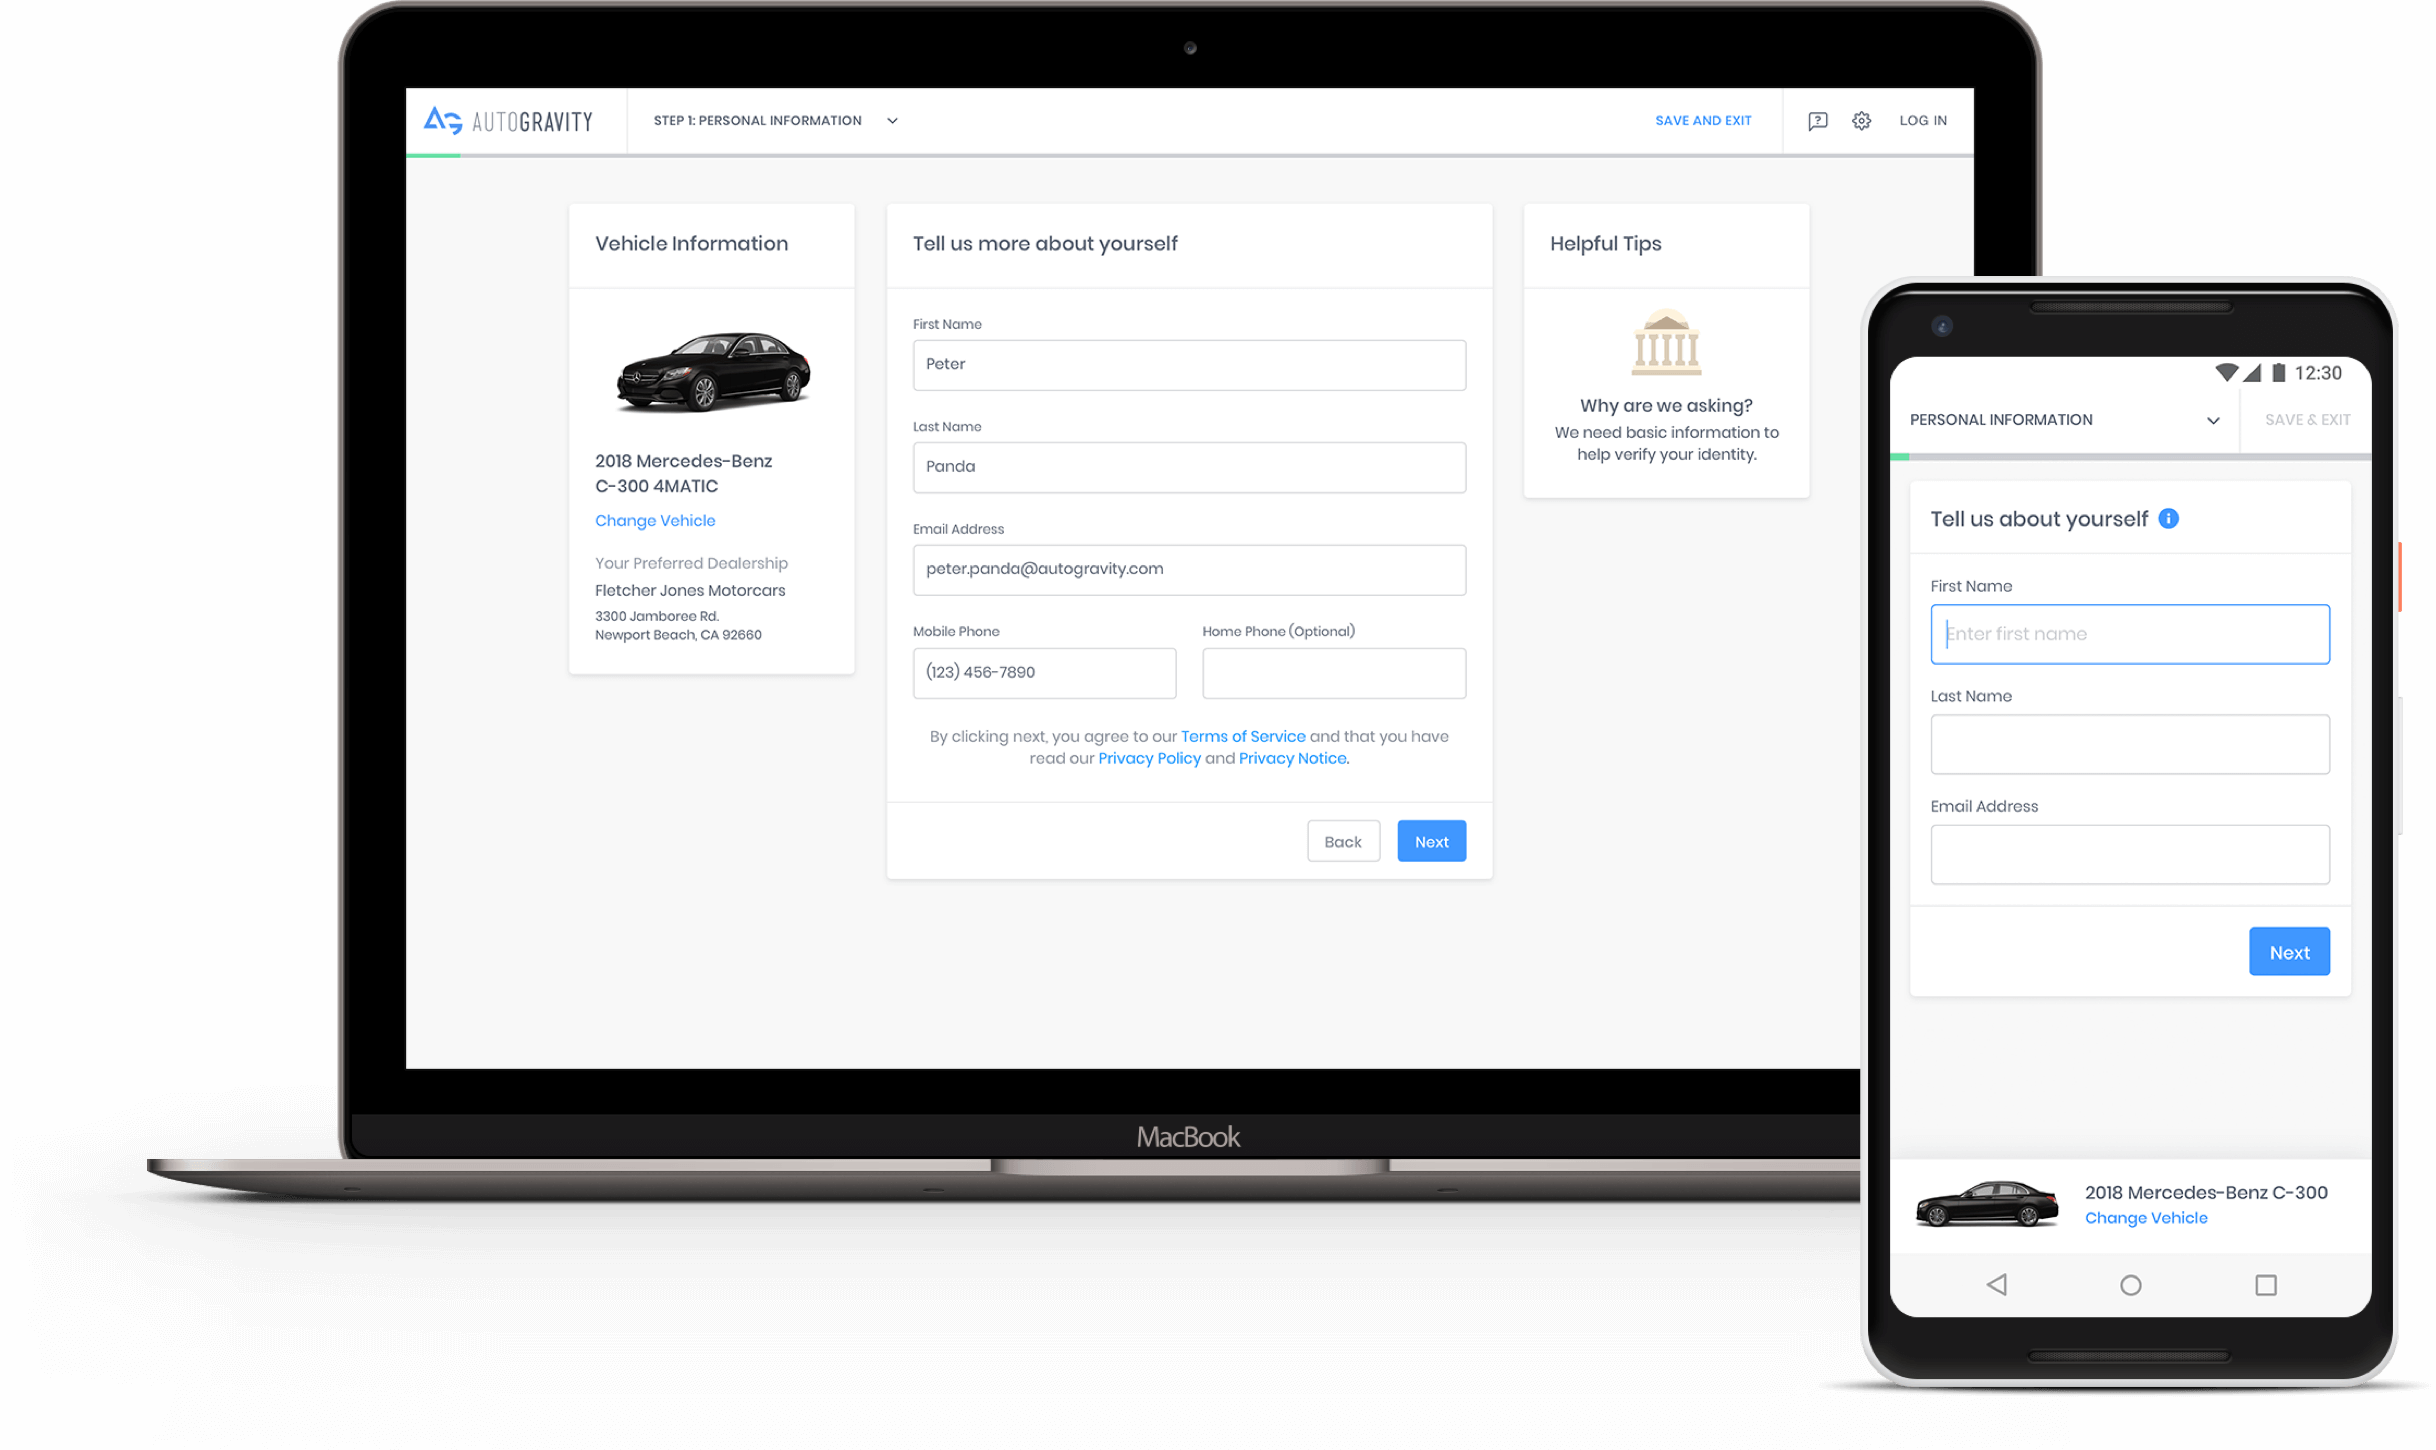 AUTOGRAVITY
STEP 1: PERSONAL INFORMATION
SAVE AND EXIT
LOG IN
Vehicle Information
2018 Mercedes-Benz
C-300 4MATIC
Change Vehicle
Your Preferred Dealership
Fletcher Jones Motorcars
3300 Jamboree Rd.
Newport Beach, CA 92660
Tell us more about yourself
First Name
Peter
Last Name
Panda
Email Address
peter.panda@autogravity.com
Mobile Phone
Home Phone (Optional)
(123) 456-7890
By clicking next, you agree to our Terms of Service and that you have
read our Privacy Policy and Privacy Notice.
Back
Next
Helpful Tips
Why are we asking?
We need basic information to
help verify your identity.
MacBook
12:30
PERSONAL INFORMATION
SAVE & EXIT
Tell us about yourself
First Name
Enter first name
Last Name
Email Address
Next
2018 Mercedes-Benz C-300
Change Vehicle